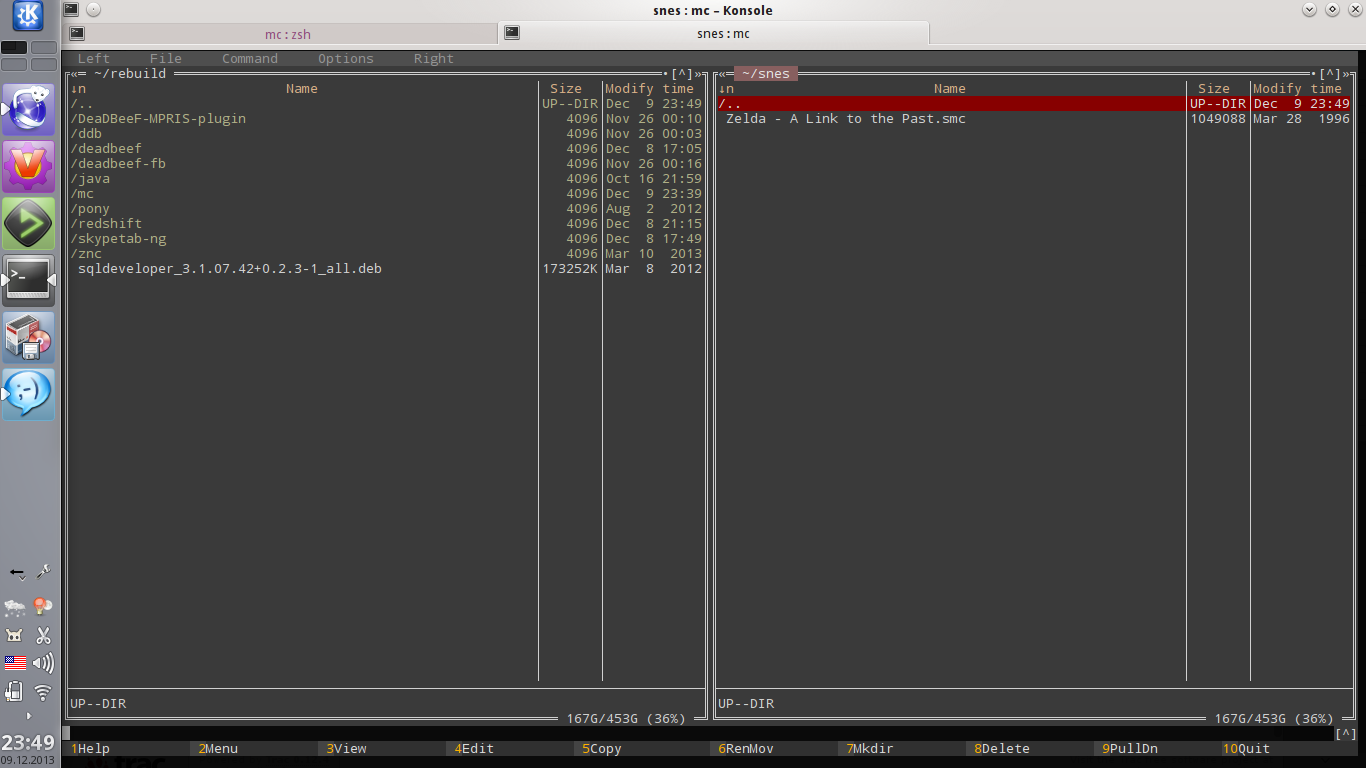 snes : mc – Konsole
mc : zsh
snes : mc
Left File Command Options Right
«═ ~/rebuild •[^]»
↓n Name Size Modify time
/.. UP--DIR Dec 9 23:49
/DeaDBeeF-MPRIS-plugin 4096 Nov 26 00:10
/ddb 4096 Nov 26 00:03
/deadbeef 4096 Dec 8 17:05
/deadbeef-fb 4096 Nov 26 00:16
/java 4096 Oct 16 21:59
/mc 4096 Dec 9 23:39
/pony 4096 Aug 2 2012
/redshift 4096 Dec 8 21:15
/skypetab-ng 4096 Dec 8 17:49
/znc 4096 Mar 10 2013
sqldeveloper_3.1.07.42+0.2.3-1_all.deb 173252K Mar 8 2012
UP--DIR
167G/453G (36%)
«═ ~/snes •[^]»
↓n Name Size Modify time
/.. UP--DIR Dec 9 23:49
Zelda - A Link to the Past.smc 1049088 Mar 28 1996
UP--DIR
167G/453G (36%)
[^]
1Help 2Menu 3View 4Edit 5Copy 6RenMov 7Mkdir 8Delete 9PullDn 10Quit
23:49
09.12.2013